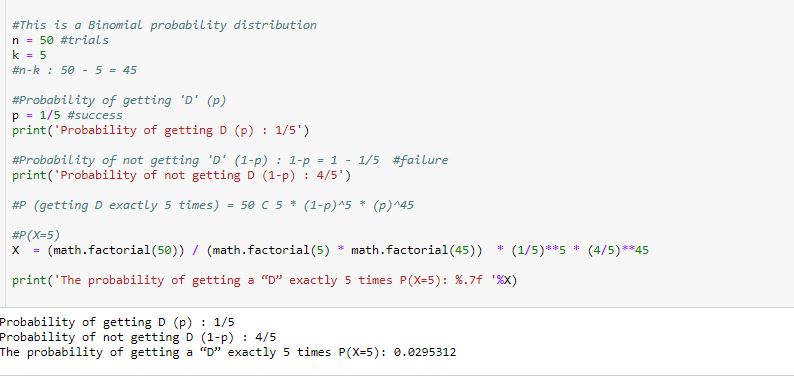 #This is a Binomial probability distribution
n = 50 #trials
k = 5
#n-k : 50 - 5 = 45
#Probability of getting 'D' (p)
p = 1/5 #success
print('Probability of getting D (p) : 1/5')
#Probability of not getting 'D' (1-p) : 1-p = 1 - 1/5  #failure
print('Probability of not getting D (1-p) : 4/5')
#P (getting D exactly 5 times) = 50 C 5 * (1-p)^5 * (p)^45
#P(X=5)
X  = (math.factorial(50)) / (math.factorial(5) * math.factorial(45))  * (1/5)**5 * (4/5)**45
print('The probability of getting a “D” exactly 5 times P(X=5): %.7f '%X)
Probability of getting D (p) : 1/5
Probability of not getting D (1-p) : 4/5
The probability of getting a “D” exactly 5 times P(X=5): 0.0295312